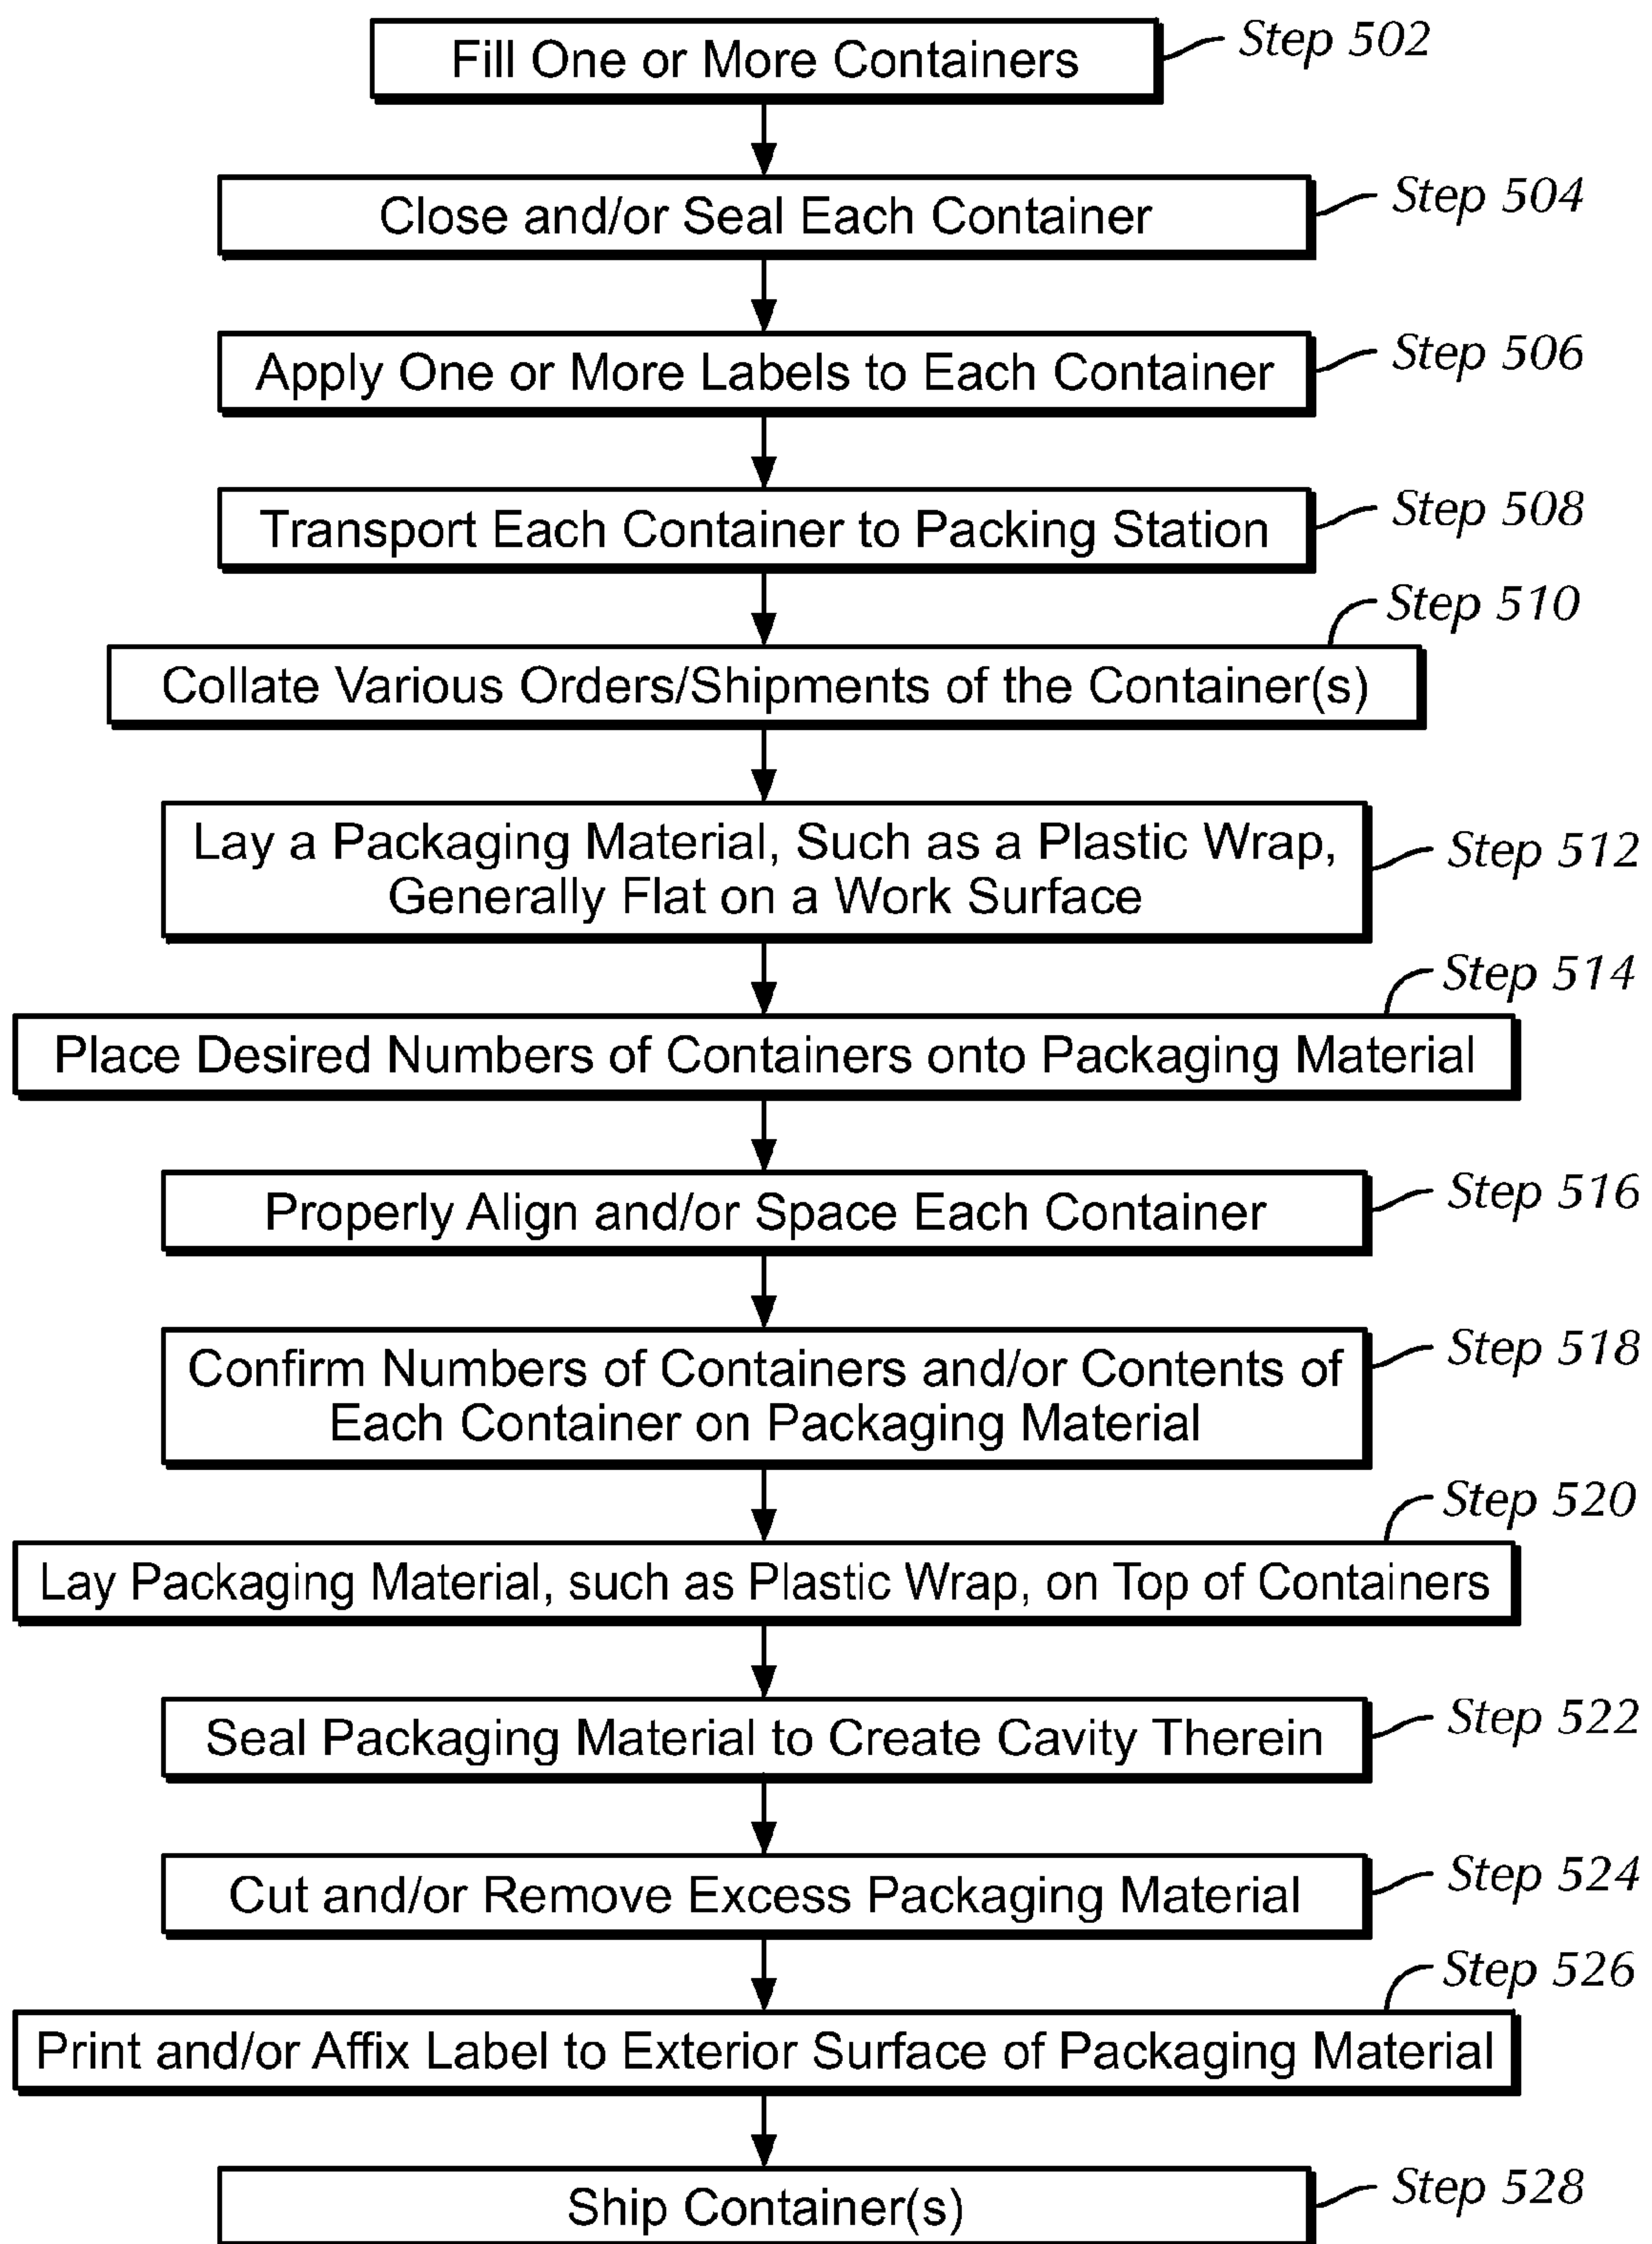 Fill One or More Containers
Step 502
Close and/or Seal Each Container
Step 504
Apply One or More Labels to Each Container
Step 506
Transport Each Container to Packing Station
Step 508
Step 510
Collate Various Orders/Shipments of the Container(s)
Lay a Packaging Material, Such as a Plastic Wrap,
Generally Flat on a Work Surface
Step 512
Step 514
Place Desired Numbers of Containers onto Packaging Material
Properly Align and/or Space Each Container
Step 516
Confirm Numbers of Containers and/or Contents of
Each Container on Packaging Material
Step 518
Step 520
Lay Packaging Material, such as Plastic Wrap, on Top of Containers
Seal Packaging Material to Create Cavity Therein
Step 522
Cut and/or Remove Excess Packaging Material
Step 524
Step 526
Print and/or Affix Label to Exterior Surface of Packaging Material
Ship Container(s)
Step 528